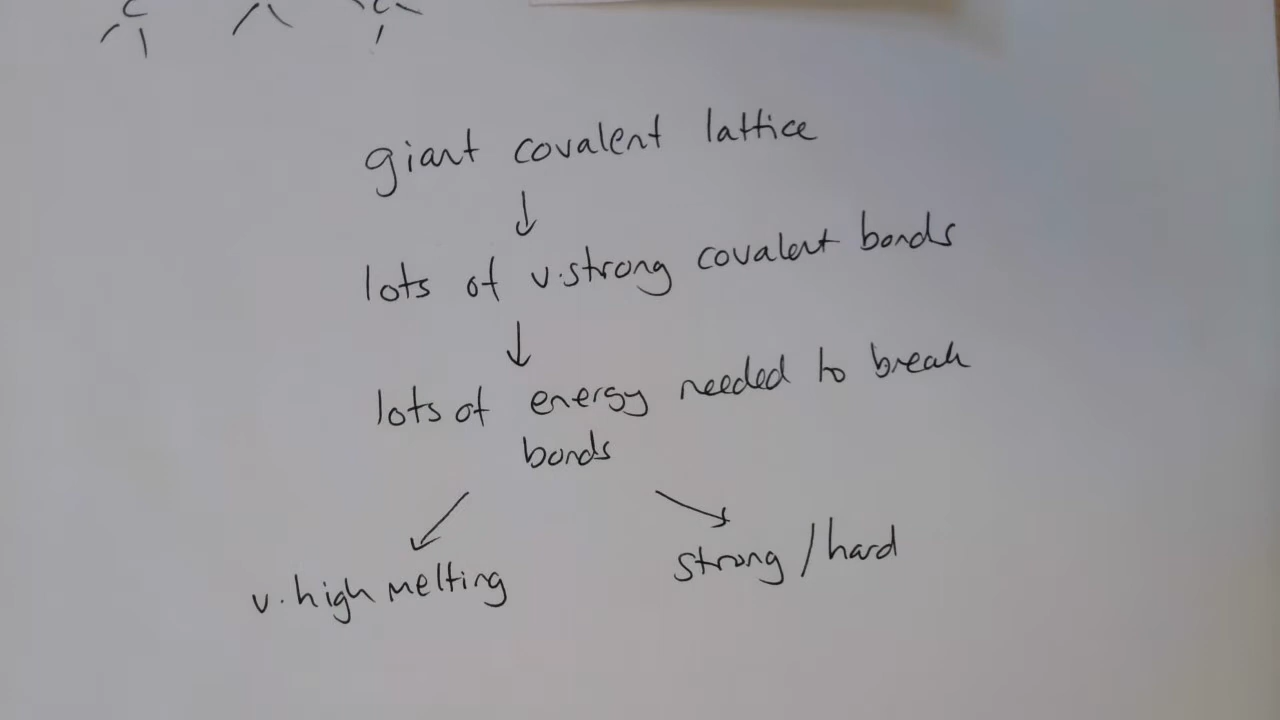 giant covalent lattice
↓
lots of v.strong covalent bonds
↓
lots of energy needed to break
bonds
↙ ↘
v. high melting strong / hard